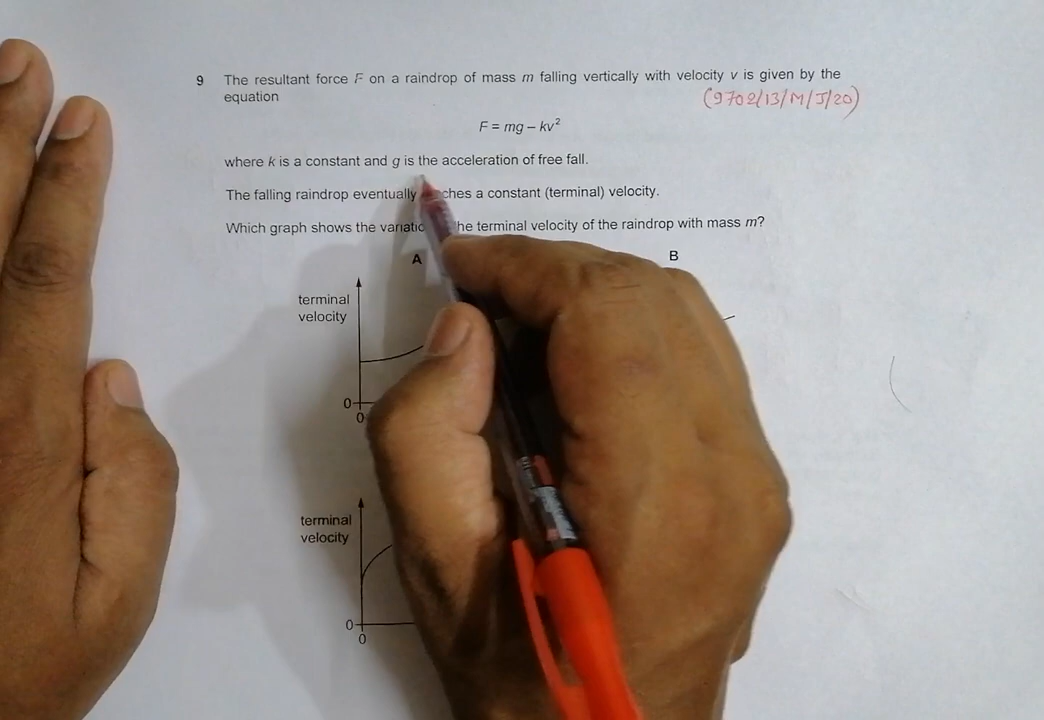 9 The resultant force F on a raindrop of mass m falling vertically with velocity v is given by the
equation
(9702/13/M/J/20)
F = mg – kv²
where k is a constant and g is the acceleration of free fall.
The falling raindrop eventually a constant (terminal) velocity.
Which graph shows the terminal velocity of the raindrop with mass m?
A B
terminal
velocity
0
0
terminal
velocity
0
0